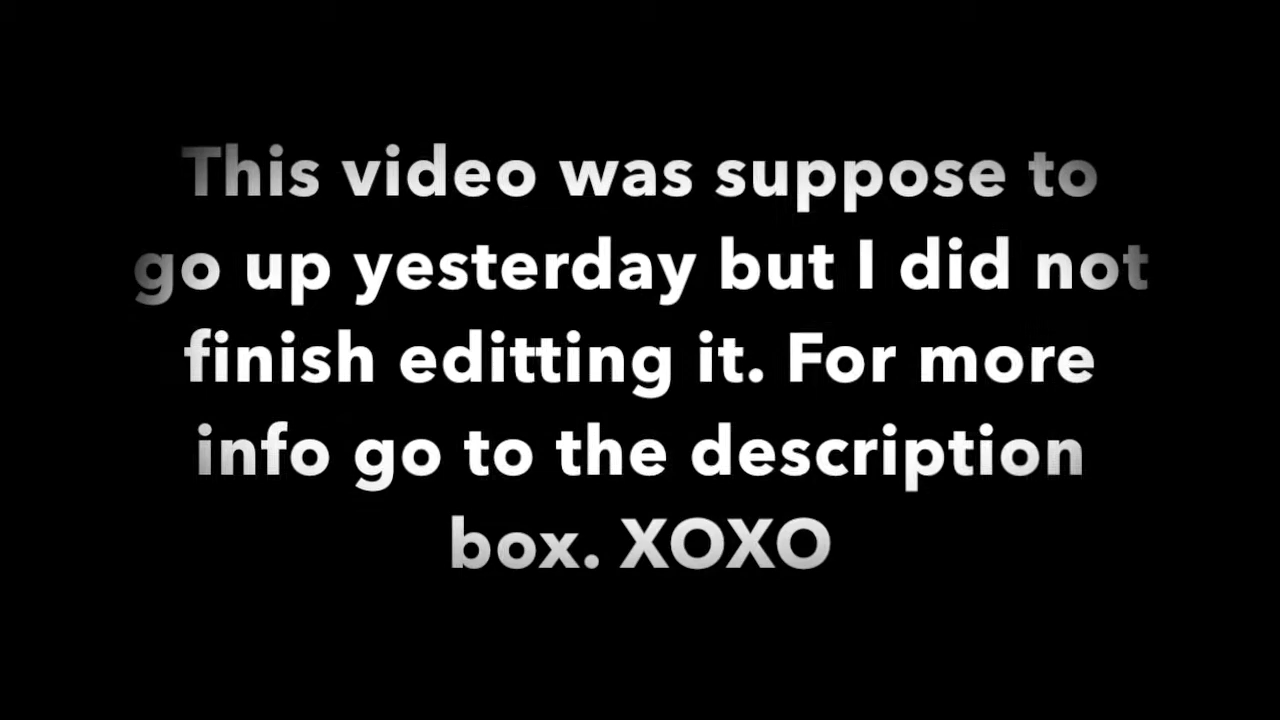 This video was suppose to
go up yesterday but I did not
finish editting it. For more
info go to the description
box. XOXO